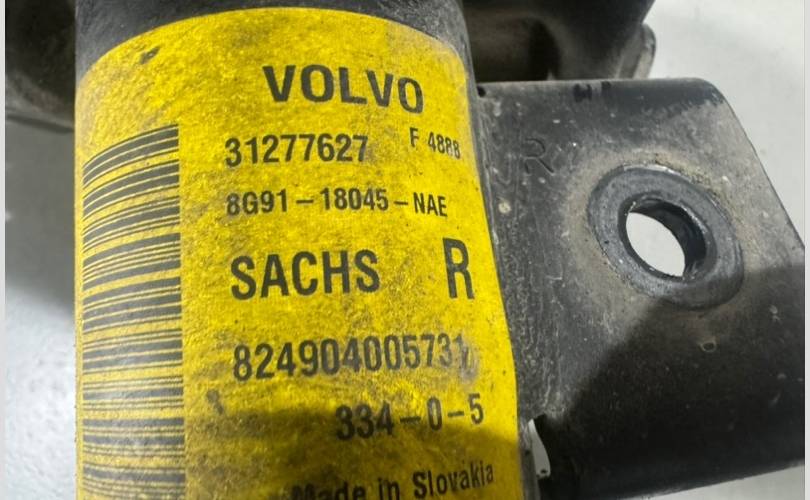 VOLVO
31277627 F 4888
8G91-18045-NAE
SACHS R
824904005731
334-0-5
Made in Slovakia